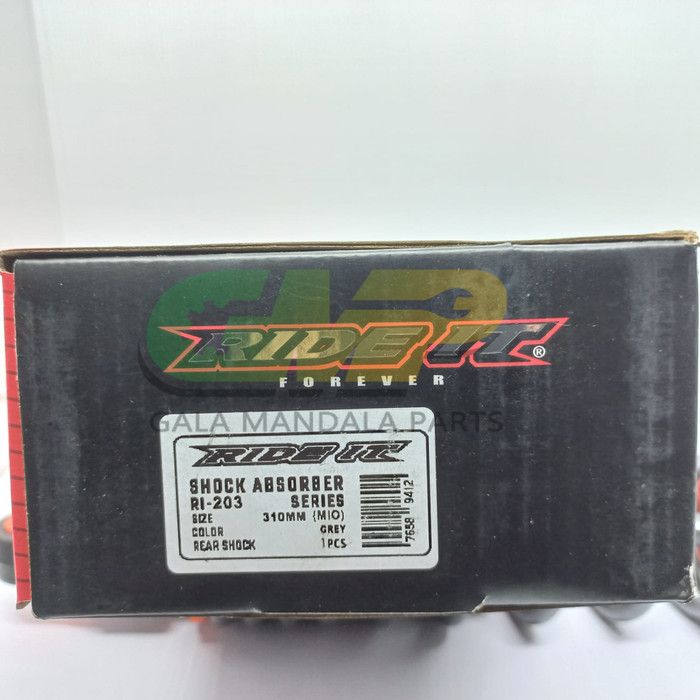 RIDE IT®
FOREVER
GALA MANDALA PARTS
RIDE IT
SHOCK ABSORBER
RI-203 SERIES
SIZE 310MM (MIO)
COLOR GREY
REAR SHOCK 1PCS
7658 9412